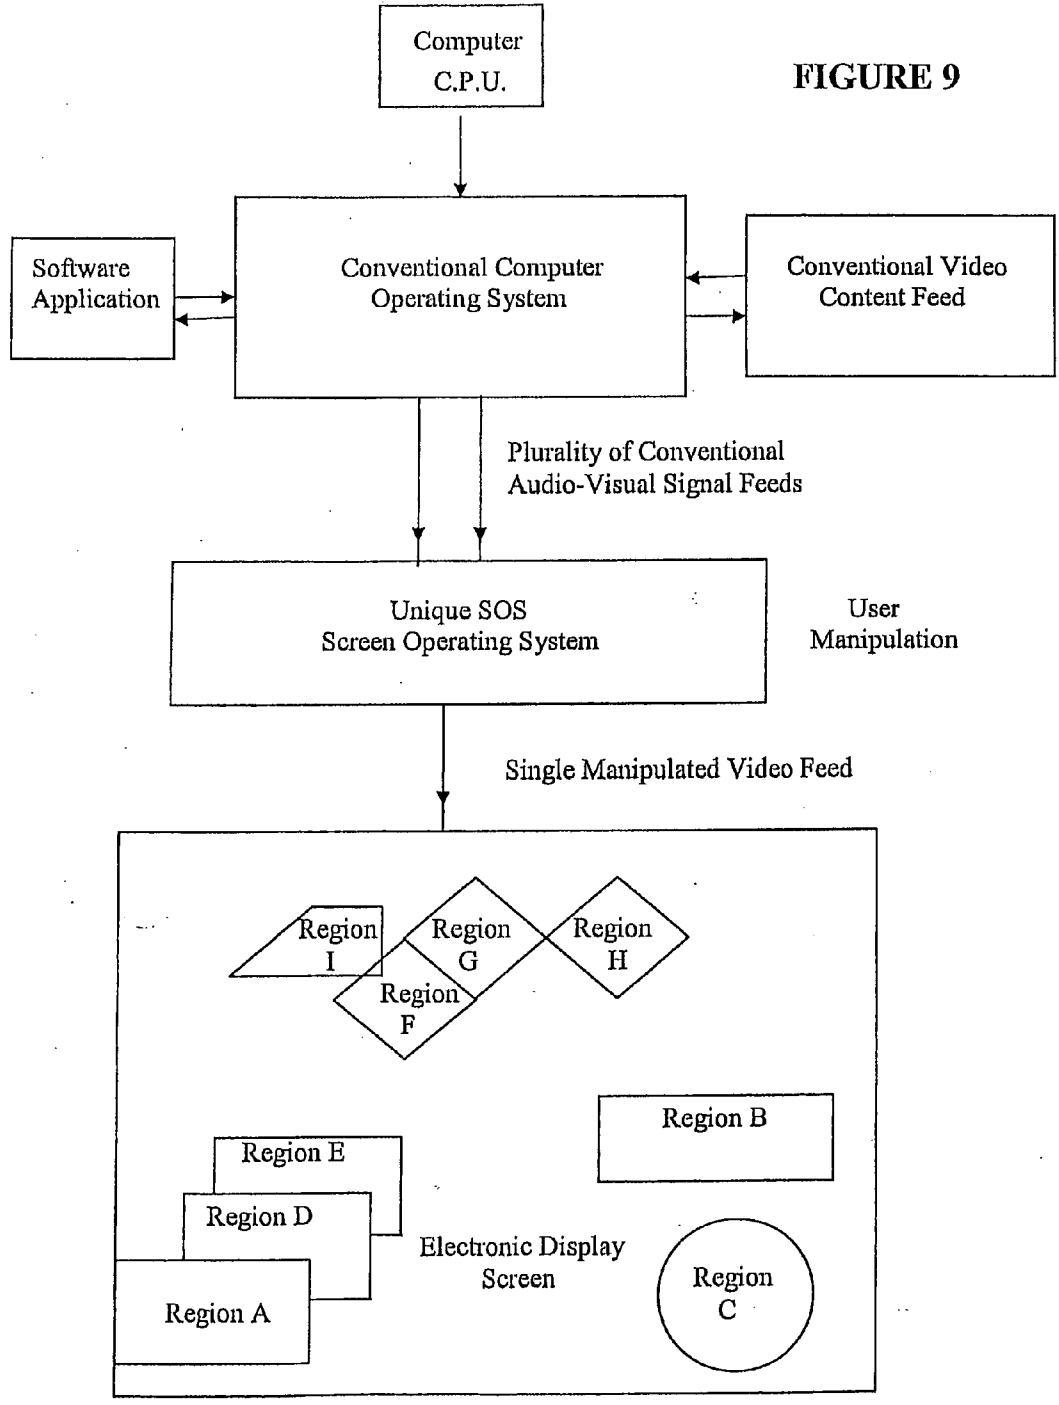 Computer
C.P.U.
FIGURE 9
Software
Application
Conventional Computer
Operating System
Conventional Video
Content Feed
Plurality of Conventional
Audio-Visual Signal Feeds
Unique SOS
Screen Operating System
User
Manipulation
Single Manipulated Video Feed
Region
I
Region
G
Region
H
Region
F
Region B
Region E
Region D
Region A
Electronic Display
Screen
Region
C